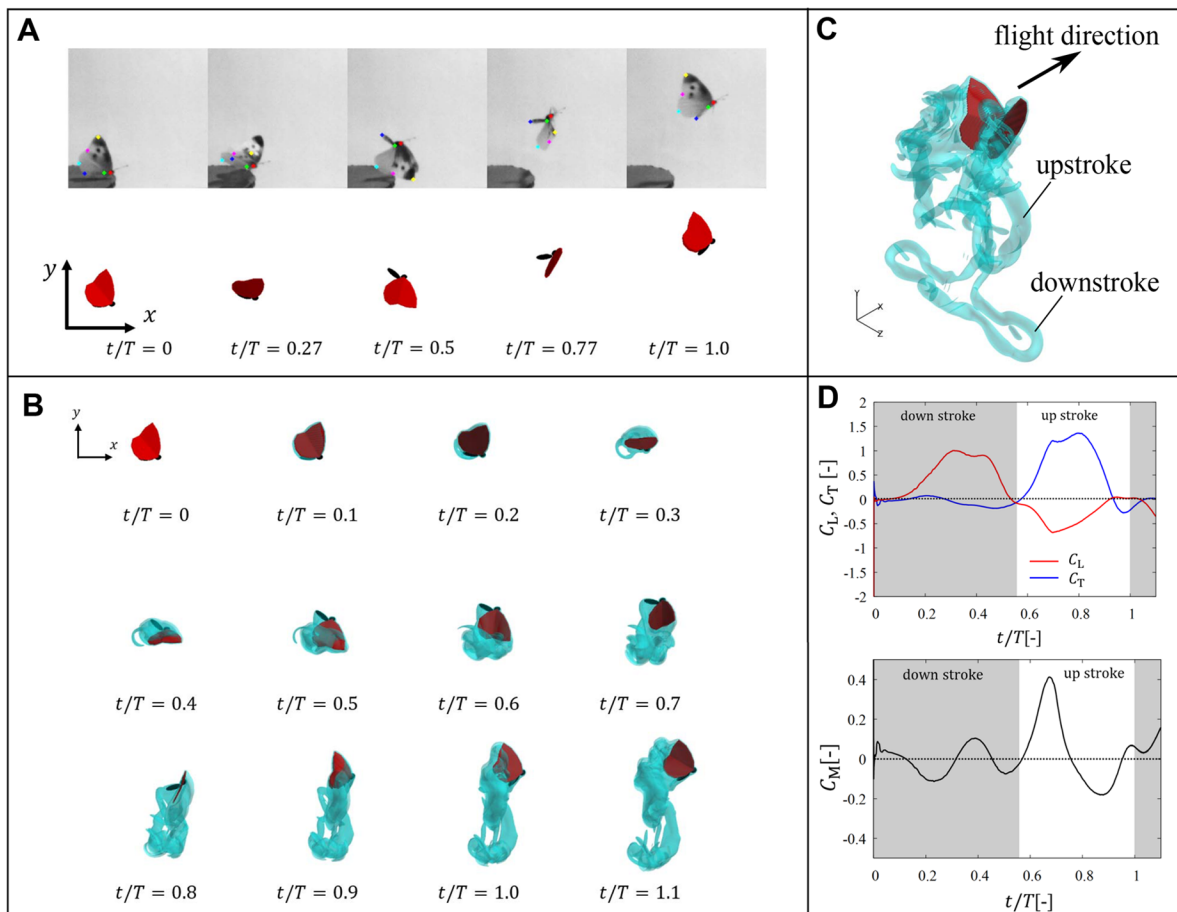 A
y
x
t/T = 0
t/T = 0.27
t/T = 0.5
t/T = 0.77
t/T = 1.0
B
y
x
t/T = 0
t/T = 0.1
t/T = 0.2
t/T = 0.3
t/T = 0.4
t/T = 0.5
t/T = 0.6
t/T = 0.7
t/T = 0.8
t/T = 0.9
t/T = 1.0
t/T = 1.1
C
flight direction
upstroke
downstroke
Y
X
Z
D
down stroke
up stroke
C_L, C_T [-]
2
1.5
1
0.5
0
-0.5
-1
-1.5
-2
C_L
C_T
0 0.2 0.4 0.6 0.8 1
t/T[-]
down stroke
up stroke
C_M[-]
0.4
0.2
0
-0.2
-0.4
0 0.2 0.4 0.6 0.8 1
t/T[-]